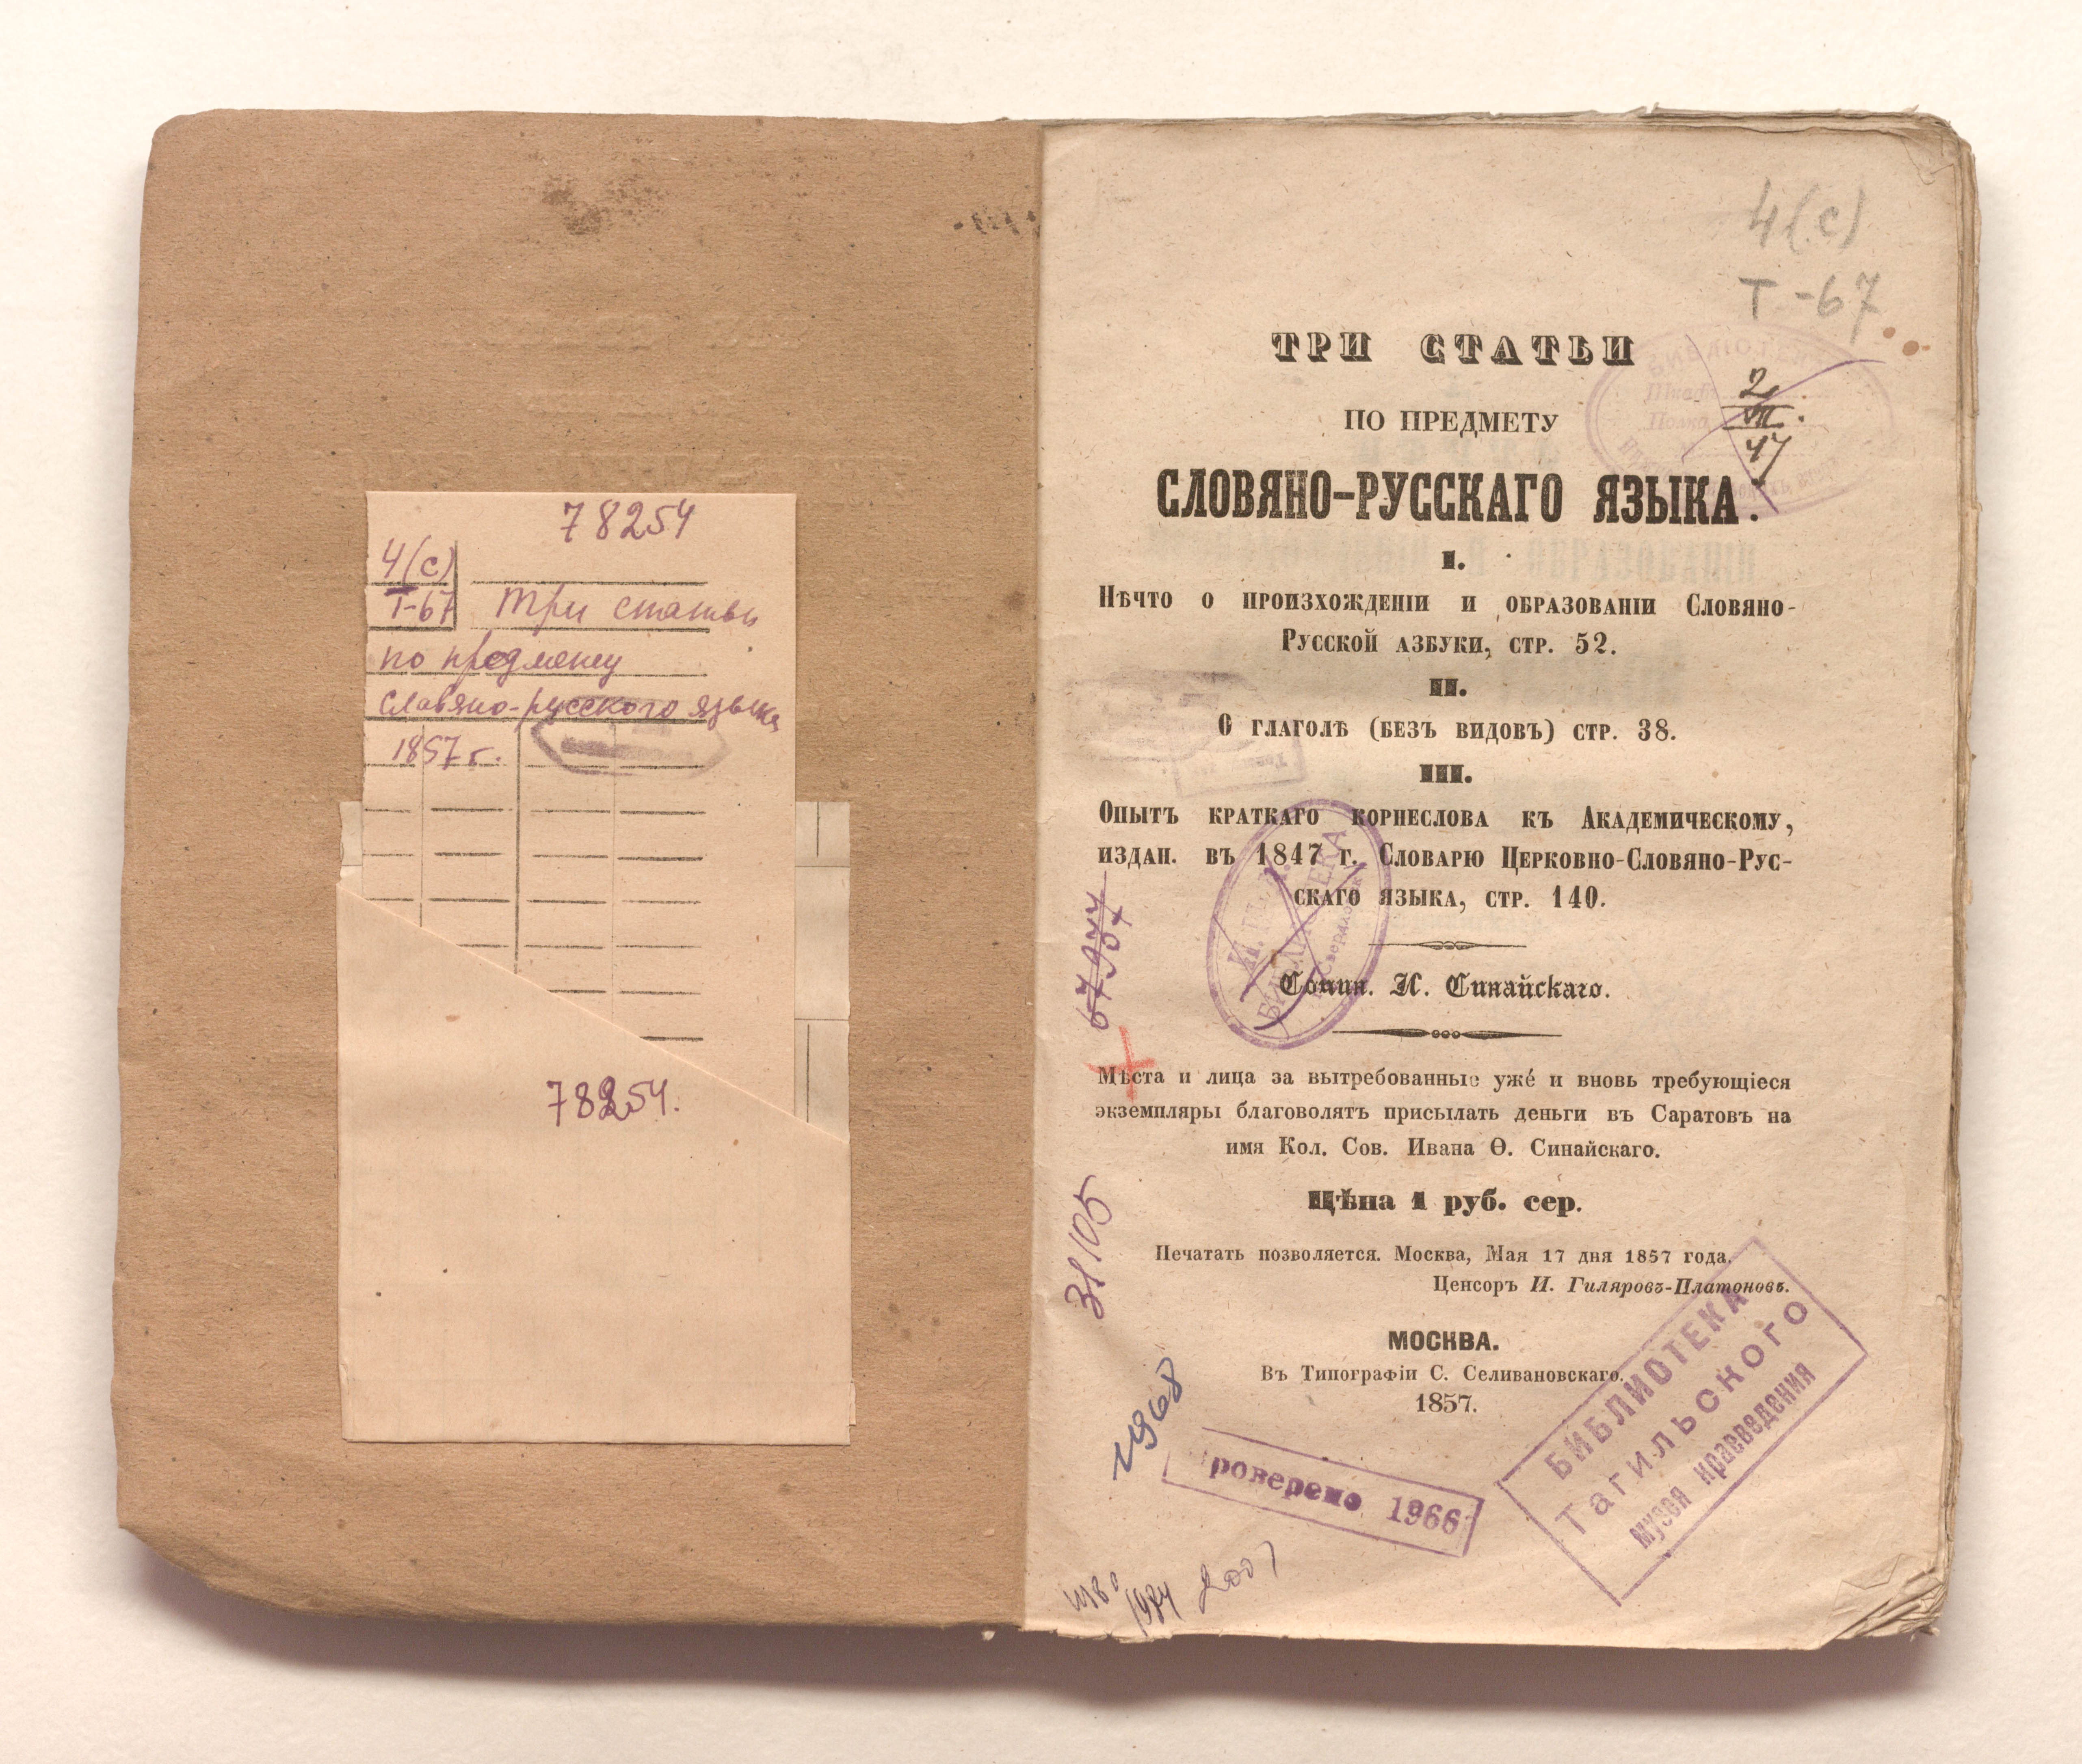 78254
4(с)
Т-67 Три статьи
по предмету
славяно-русского языка
1857 г.
78254.
4(с)
Т-67
ТРИ СТАТЬИ
ПО ПРЕДМЕТУ
СЛОВЯНО-РУССКАГО ЯЗЫКА.
I.
Нѣчто о произхожденіи и образованіи Словяно-
Русской азбуки, стр. 52.
II.
О глаголѣ (безъ видовъ) стр. 38.
III.
Опытъ краткаго корнеслова къ Академическому,
издан. въ 1847 г. Словарю Церковно-Словяно-Рус-
скаго языка, стр. 140.
Сочин. И. Синайскаго.
Мѣста и лица за вытребованные уже́ и вновь требующіеся
экземпляры благоволятъ присылать деньги въ Саратовъ на
имя Кол. Сов. Ивана Ѳ. Синайскаго.
Цѣна 1 руб. сер.
Печатать позволяется. Москва, Мая 17 дня 1857 года.
Ценсоръ И. Гиляровъ-Платоновъ.
МОСКВА.
Въ Типографіи С. Селивановскаго.
1857.
31105
роверено 1966
БИБЛИОТЕКА
Тагильского
музея краеведения
1984
2007